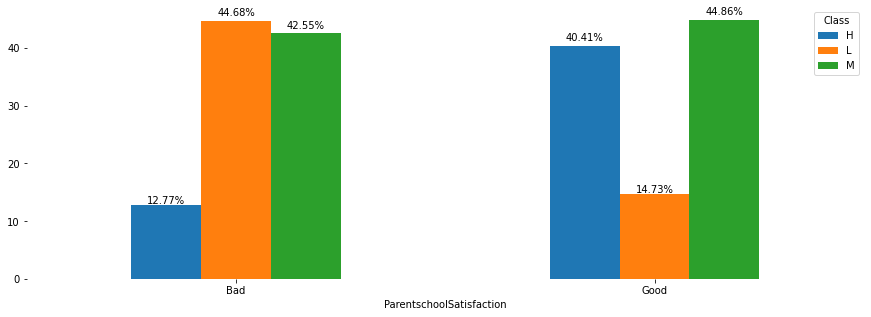 44.68%
42.55%
12.77%
40.41%
14.73%
44.86%
Class
H
L
M
40
30
20
10
0
Bad
Good
ParentschoolSatisfaction